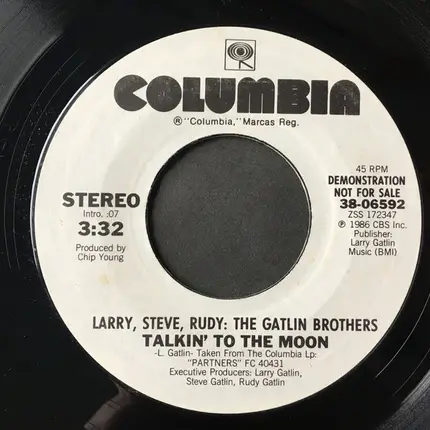 COLUMBIA
® "Columbia," Marcas Reg.
STEREO
Intro. :07
3:32
Produced by
Chip Young
45 RPM
DEMONSTRATION
NOT FOR SALE
38-06592
ZSS 172347
℗ 1986 CBS Inc.
Publisher:
Larry Gatlin
Music (BMI)
LARRY, STEVE, RUDY: THE GATLIN BROTHERS
TALKIN' TO THE MOON
-L. Gatlin- Taken From The Columbia Lp:
"PARTNERS" FC 40431
Executive Producers: Larry Gatlin,
Steve Gatlin, Rudy Gatlin